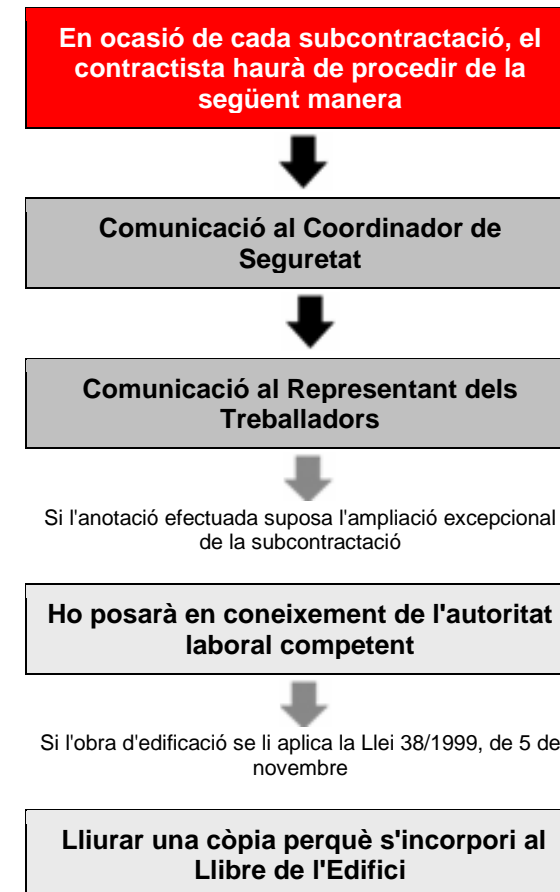 En ocasió de cada subcontractació, el
contractista haurà de procedir de la
següent manera
Comunicació al Coordinador de
Seguretat
Comunicació al Representant dels
Treballadors
Si l'anotació efectuada suposa l'ampliació excepcional
de la subcontractació
Ho posarà en coneixement de l'autoritat
laboral competent
Si l'obra d'edificació se li aplica la Llei 38/1999, de 5 de
novembre
Lliurar una còpia perquè s'incorpori al
Llibre de l'Edifici